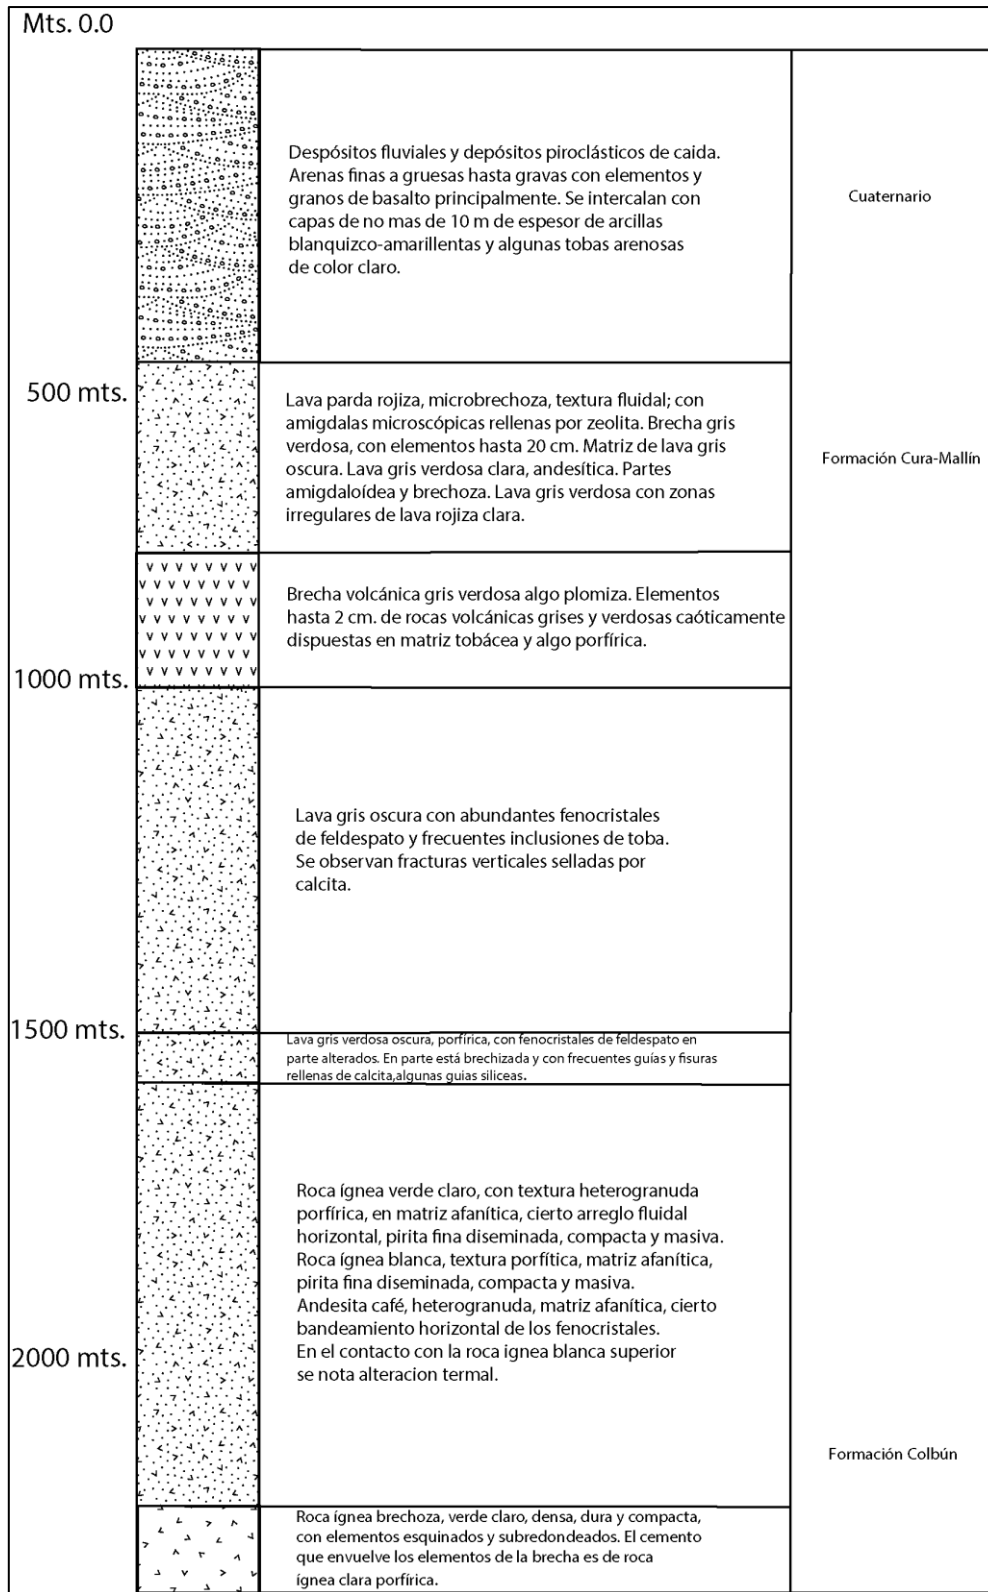 Mts. 0.0
Despósitos fluviales y depósitos piroclásticos de caida.
Arenas finas a gruesas hasta gravas con elementos y
granos de basalto principalmente. Se intercalan con
capas de no mas de 10 m de espesor de arcillas
blanquizco-amarillentas y algunas tobas arenosas
de color claro.
Cuaternario
500 mts.
Lava parda rojiza, microbrechoza, textura fluidal; con
amigdalas microscópicas rellenas por zeolita. Brecha gris
verdosa, con elementos hasta 20 cm. Matriz de lava gris
oscura. Lava gris verdosa clara, andesítica. Partes
amigdaloídea y brechoza. Lava gris verdosa con zonas
irregulares de lava rojiza clara.
Formación Cura-Mallín
Brecha volcánica gris verdosa algo plomiza. Elementos
hasta 2 cm. de rocas volcánicas grises y verdosas caóticamente
dispuestas en matriz tobácea y algo porfírica.
1000 mts.
Lava gris oscura con abundantes fenocristales
de feldespato y frecuentes inclusiones de toba.
Se observan fracturas verticales selladas por
calcita.
1500 mts.
Lava gris verdosa oscura, porfírica, con fenocristales de feldespato en
parte alterados. En parte está brechizada y con frecuentes guías y fisuras
rellenas de calcita,algunas guias siliceas.
Roca ígnea verde claro, con textura heterogranuda
porfírica, en matriz afanítica, cierto arreglo fluidal
horizontal, pirita fina diseminada, compacta y masiva.
Roca ígnea blanca, textura porfítica, matriz afanítica,
pirita fina diseminada, compacta y masiva.
Andesita café, heterogranuda, matriz afanítica, cierto
bandeamiento horizontal de los fenocristales.
En el contacto con la roca ignea blanca superior
se nota alteracion termal.
2000 mts.
Formación Colbún
Roca ígnea brechoza, verde claro, densa, dura y compacta,
con elementos esquinados y subredondeados. El cemento
que envuelve los elementos de la brecha es de roca
ígnea clara porfírica.